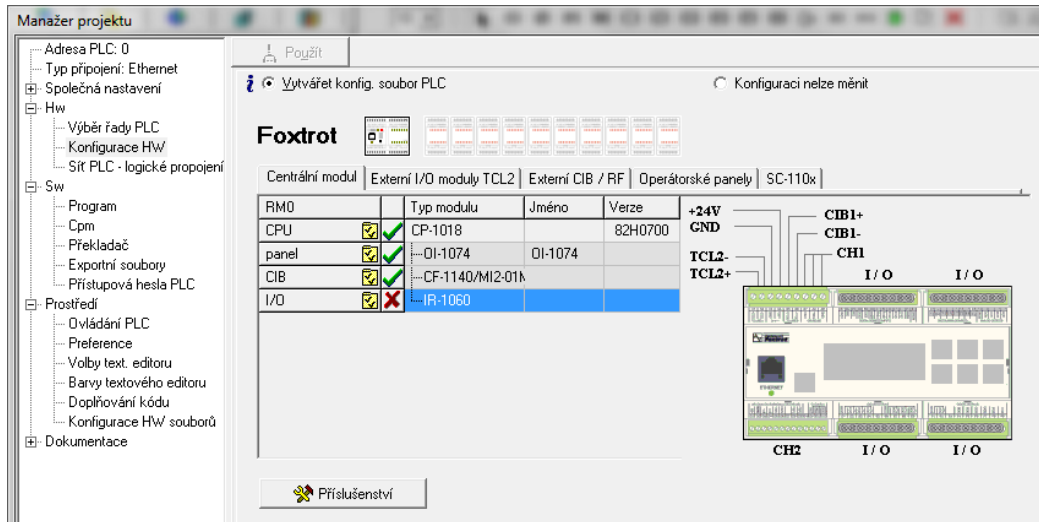 Manažer projektu
Adresa PLC: 0
Typ připojení: Ethernet
Společná nastavení
Hw
Výběr řady PLC
Konfigurace HW
Síť PLC - logické propojení
Sw
Program
Cpm
Překladač
Exportní soubory
Přístupová hesla PLC
Prostředí
Ovládání PLC
Preference
Volby text. editoru
Barvy textového editoru
Doplňování kódu
Konfigurace HW souborů
Dokumentace
Použít
Vytvářet konfig. soubor PLC
Konfiguraci nelze měnit
Foxtrot
Centrální modul
Externí I/O moduly TCL2
Externí CIB / RF
Operátorské panely
SC-110x
RM0 Typ modulu Jméno Verze
CPU CP-1018 82H0700
panel OI-1074 OI-1074
CIB CF-1140/MI2-01M
I/O IR-1060
+24V
GND
TCL2-
TCL2+
CIB1+
CIB1-
CH1
I / O I / O
Foxtrot
ETHERNET
CH2 I / O I / O
Příslušenství